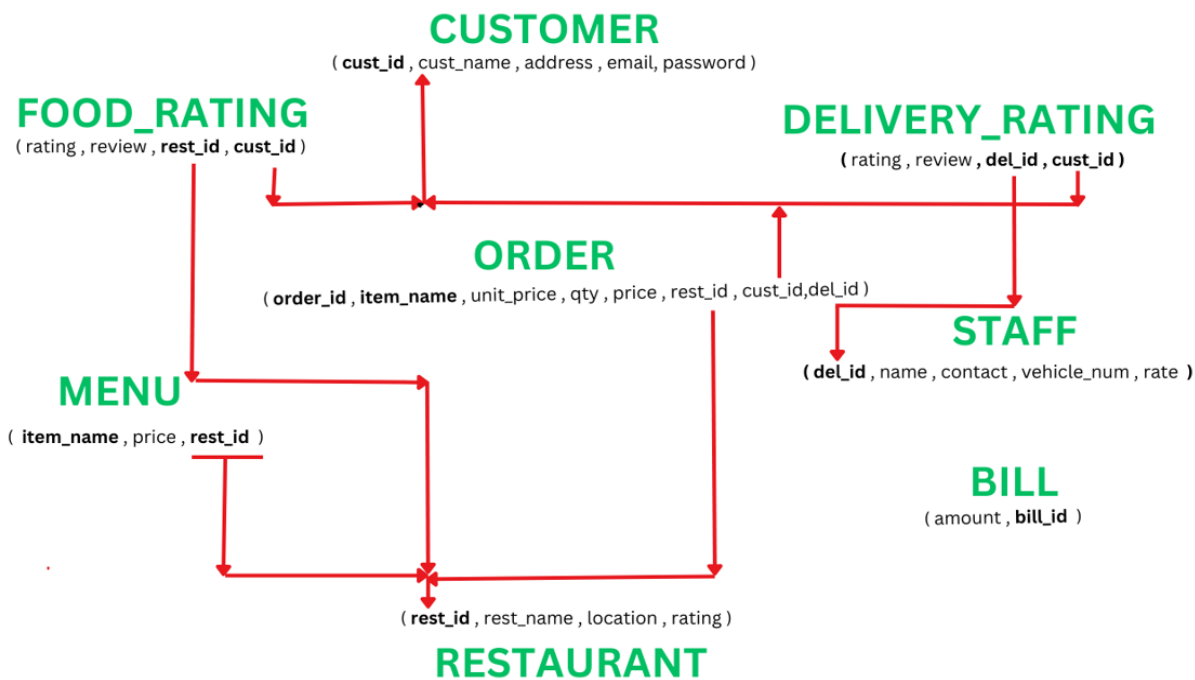 CUSTOMER
( cust_id , cust_name , address , email, password )
FOOD_RATING
( rating , review , rest_id , cust_id )
DELIVERY_RATING
( rating , review , del_id , cust_id )
ORDER
( order_id , item_name , unit_price , qty , price , rest_id , cust_id,del_id )
STAFF
( del_id , name , contact , vehicle_num , rate )
MENU
( item_name , price , rest_id )
BILL
( amount , bill_id )
( rest_id , rest_name , location , rating )
RESTAURANT